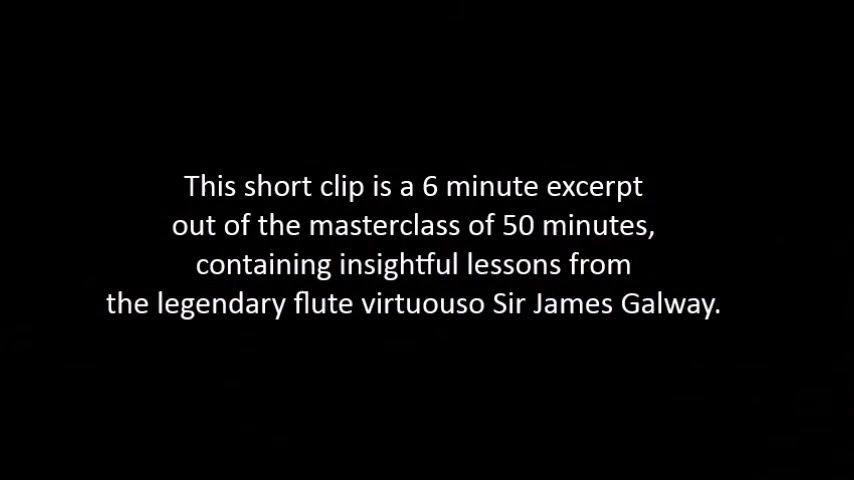 This short clip is a 6 minute excerpt
out of the masterclass of 50 minutes,
containing insightful lessons from
the legendary flute virtuouso Sir James Galway.